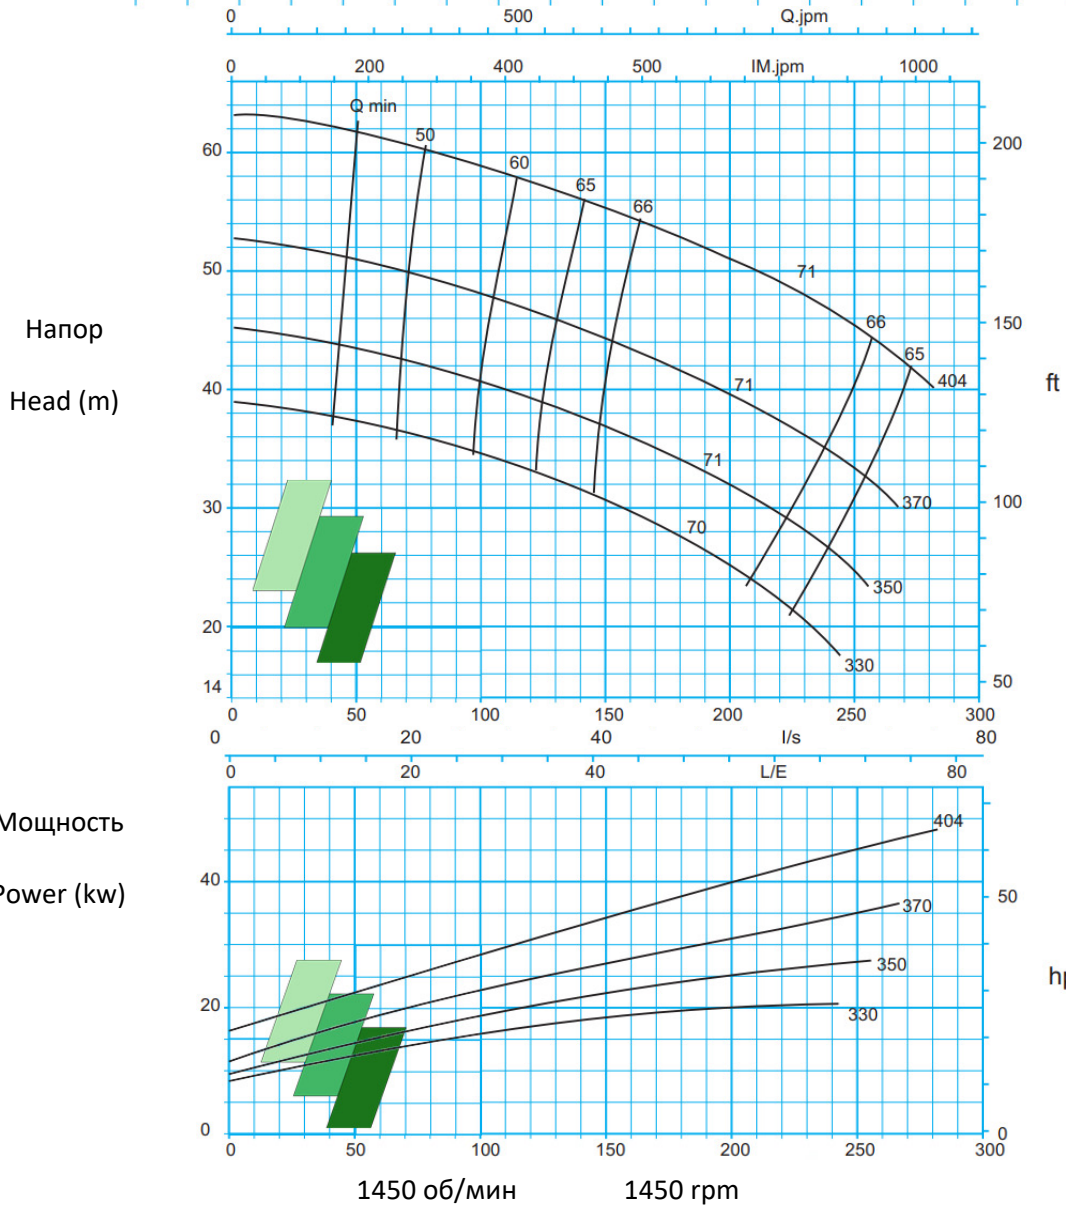 0 500 Q.jpm
0 200 400 500 IM.jpm 1000
Q min
50
60 200
60
65
66
50 71
Напор 150
66
65
Head (m) 40 71 404 ft
71
30 370 100
70
350
20
330
14 50
0 50 100 150 200 250 300
0 20 40 l/s 80
0 20 40 L/E 80
Мощность 404
40
Power (kw) 370 50
350 hp
20 330
0 0
0 50 100 150 200 250 300
1450 об/мин 1450 rpm